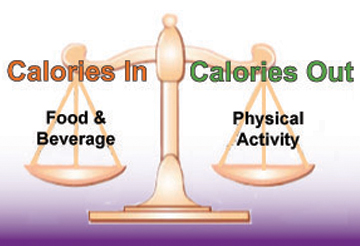 Calories In
Calories Out
Food &
Beverage
Physical
Activity